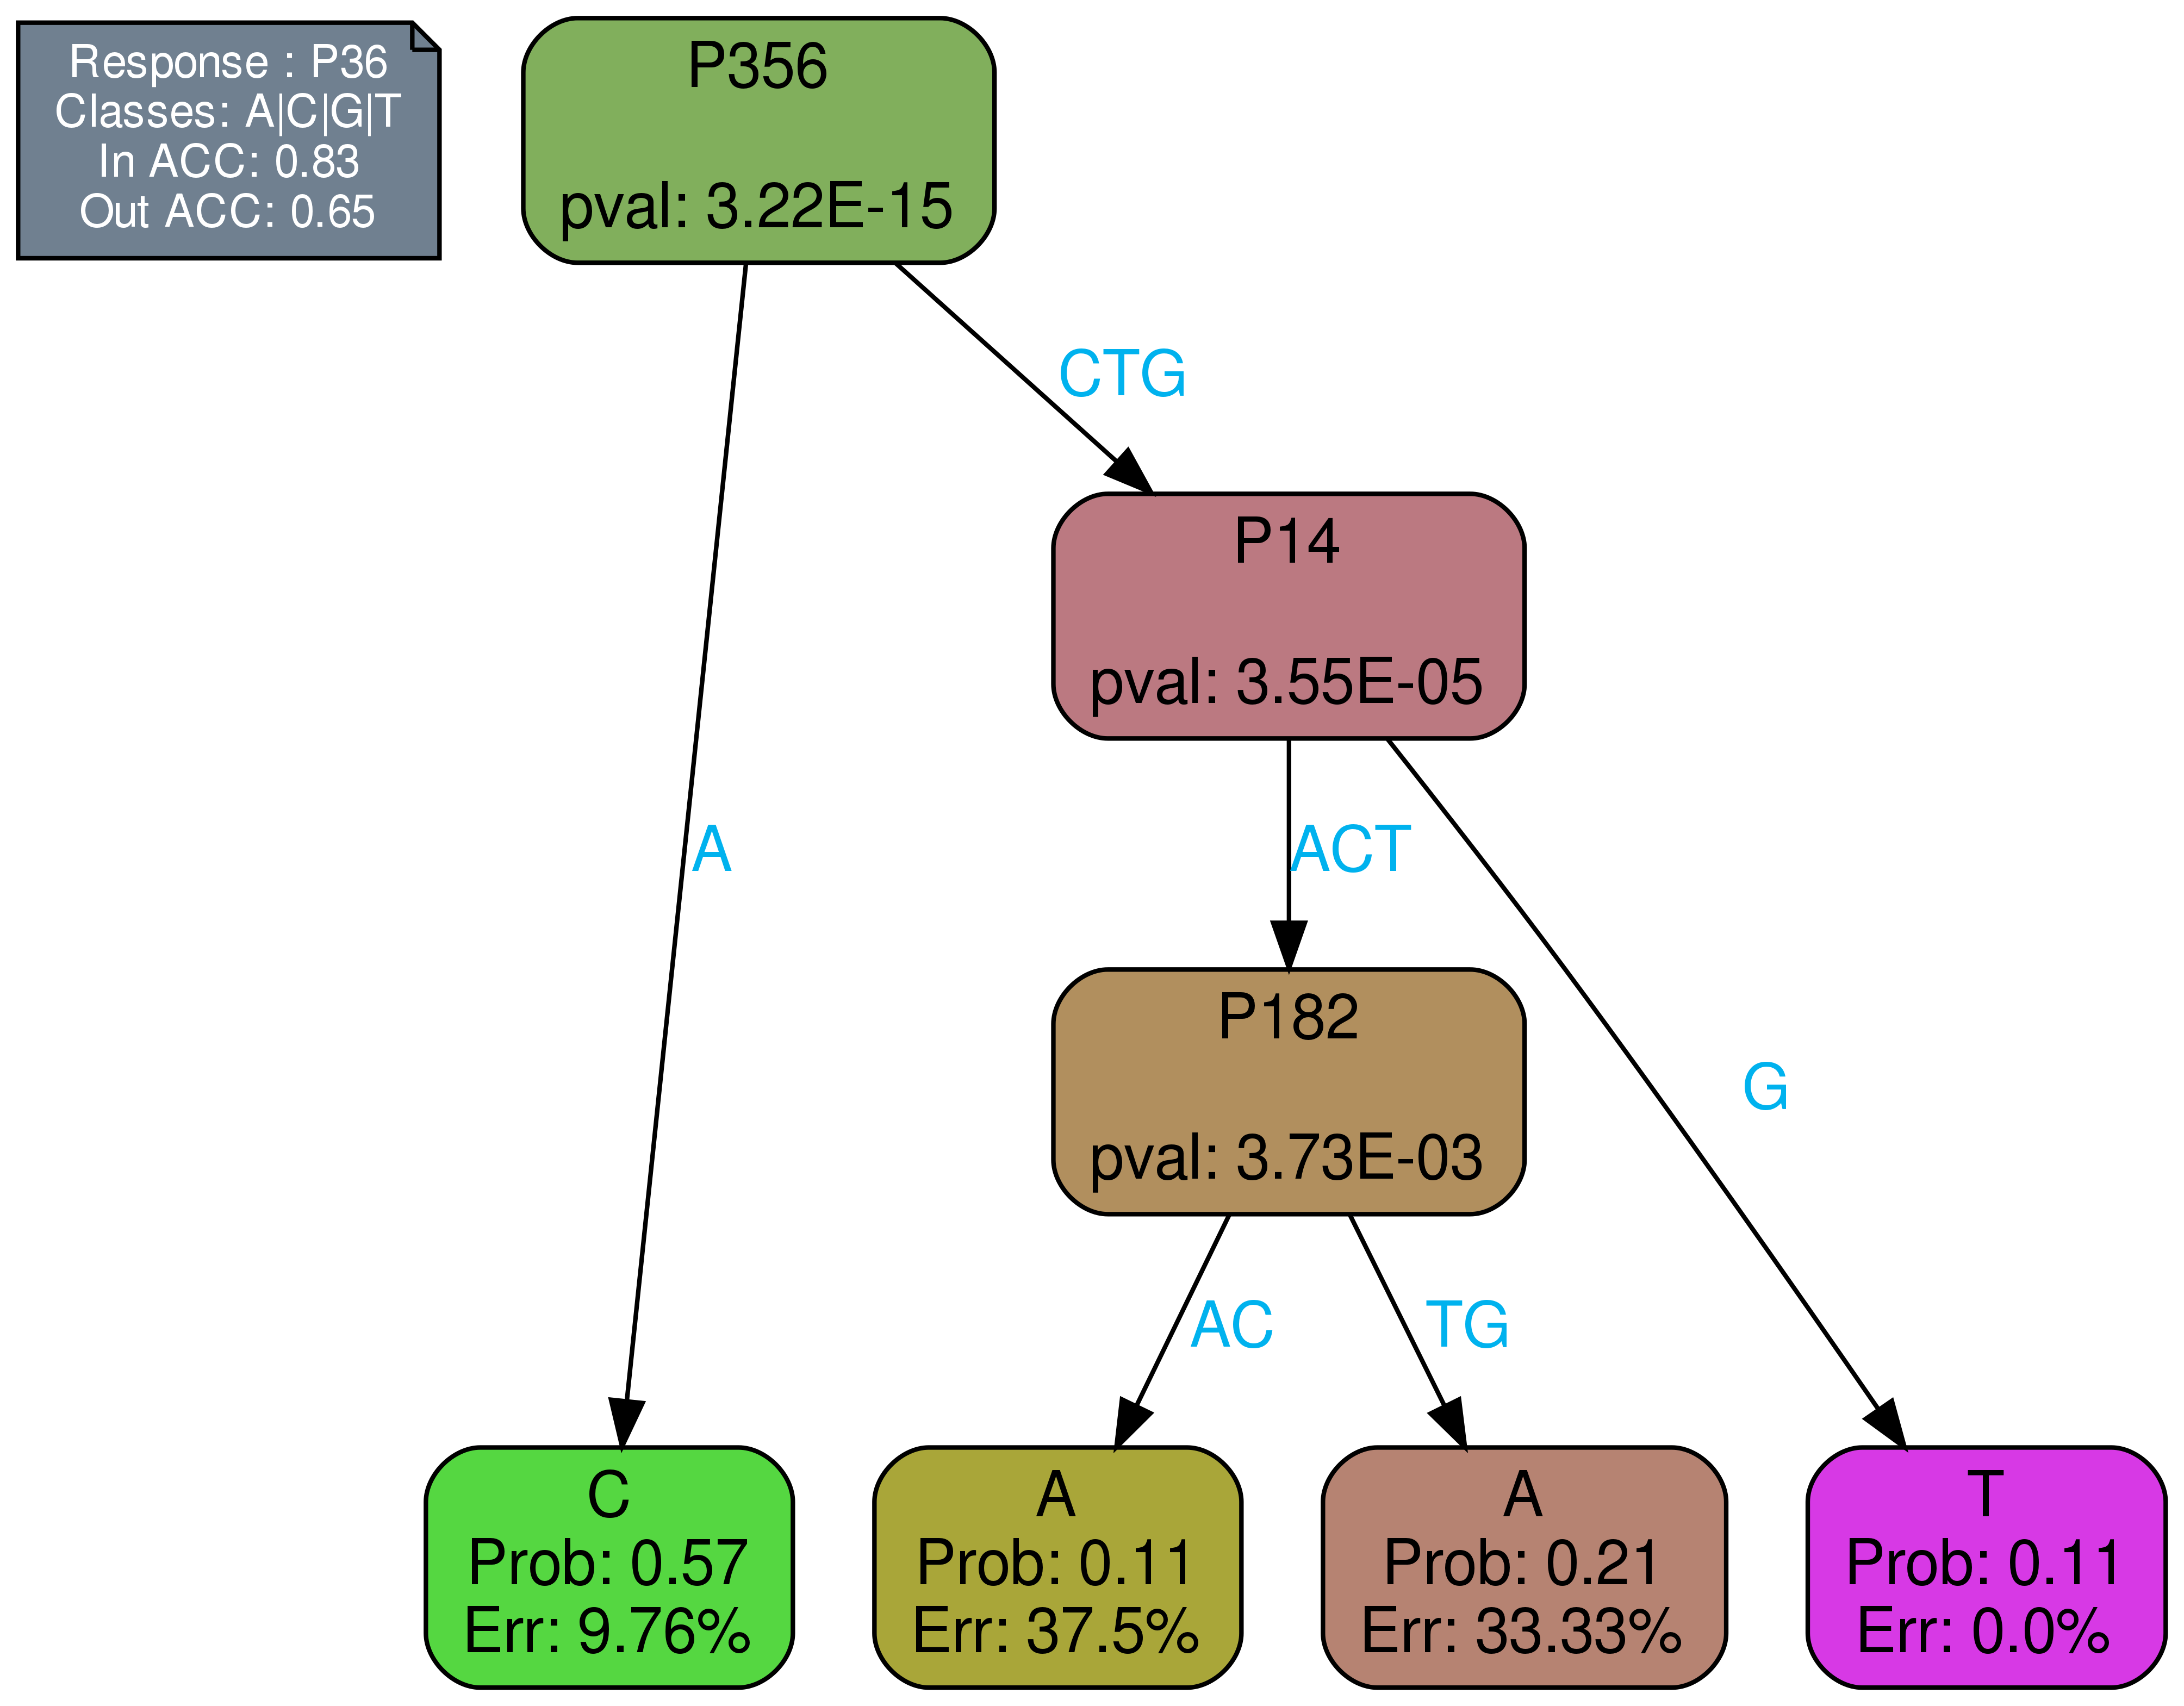 Response : P36
Classes: A|C|G|T
In ACC: 0.83
Out ACC: 0.65
P356
pval: 3.22E-15
CTG
P14
pval: 3.55E-05
A
ACT
P182
pval: 3.73E-03
G
AC
TG
C
Prob: 0.57
Err: 9.76%
A
Prob: 0.11
Err: 37.5%
A
Prob: 0.21
Err: 33.33%
T
Prob: 0.11
Err: 0.0%